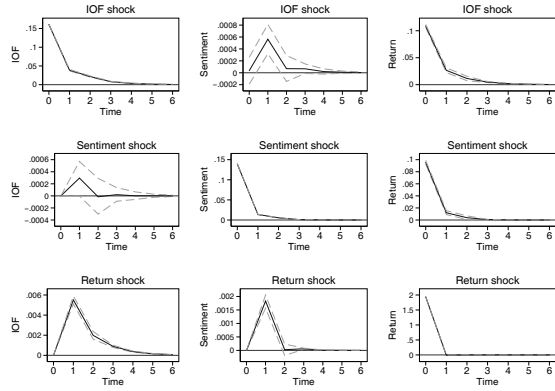 IOF shock
IOF
.15
.1
.05
0
0 1 2 3 4 5 6
Time
IOF shock
Sentiment
.0008
.0006
.0004
.0002
0
-.0002
0 1 2 3 4 5 6
Time
IOF shock
Return
.1
.05
0
0 1 2 3 4 5 6
Time
Sentiment shock
IOF
.0006
.0004
.0002
0
-.0002
-.0004
0 1 2 3 4 5 6
Time
Sentiment shock
Sentiment
.15
.1
.05
0
0 1 2 3 4 5 6
Time
Sentiment shock
Return
.1
.05
0
0 1 2 3 4 5 6
Time
Return shock
IOF
.006
.004
.002
0
0 1 2 3 4 5 6
Time
Return shock
Sentiment
.002
.0015
.001
.0005
0
0 1 2 3 4 5 6
Time
Return shock
Return
2
1.5
1
.5
0
0 1 2 3 4 5 6
Time